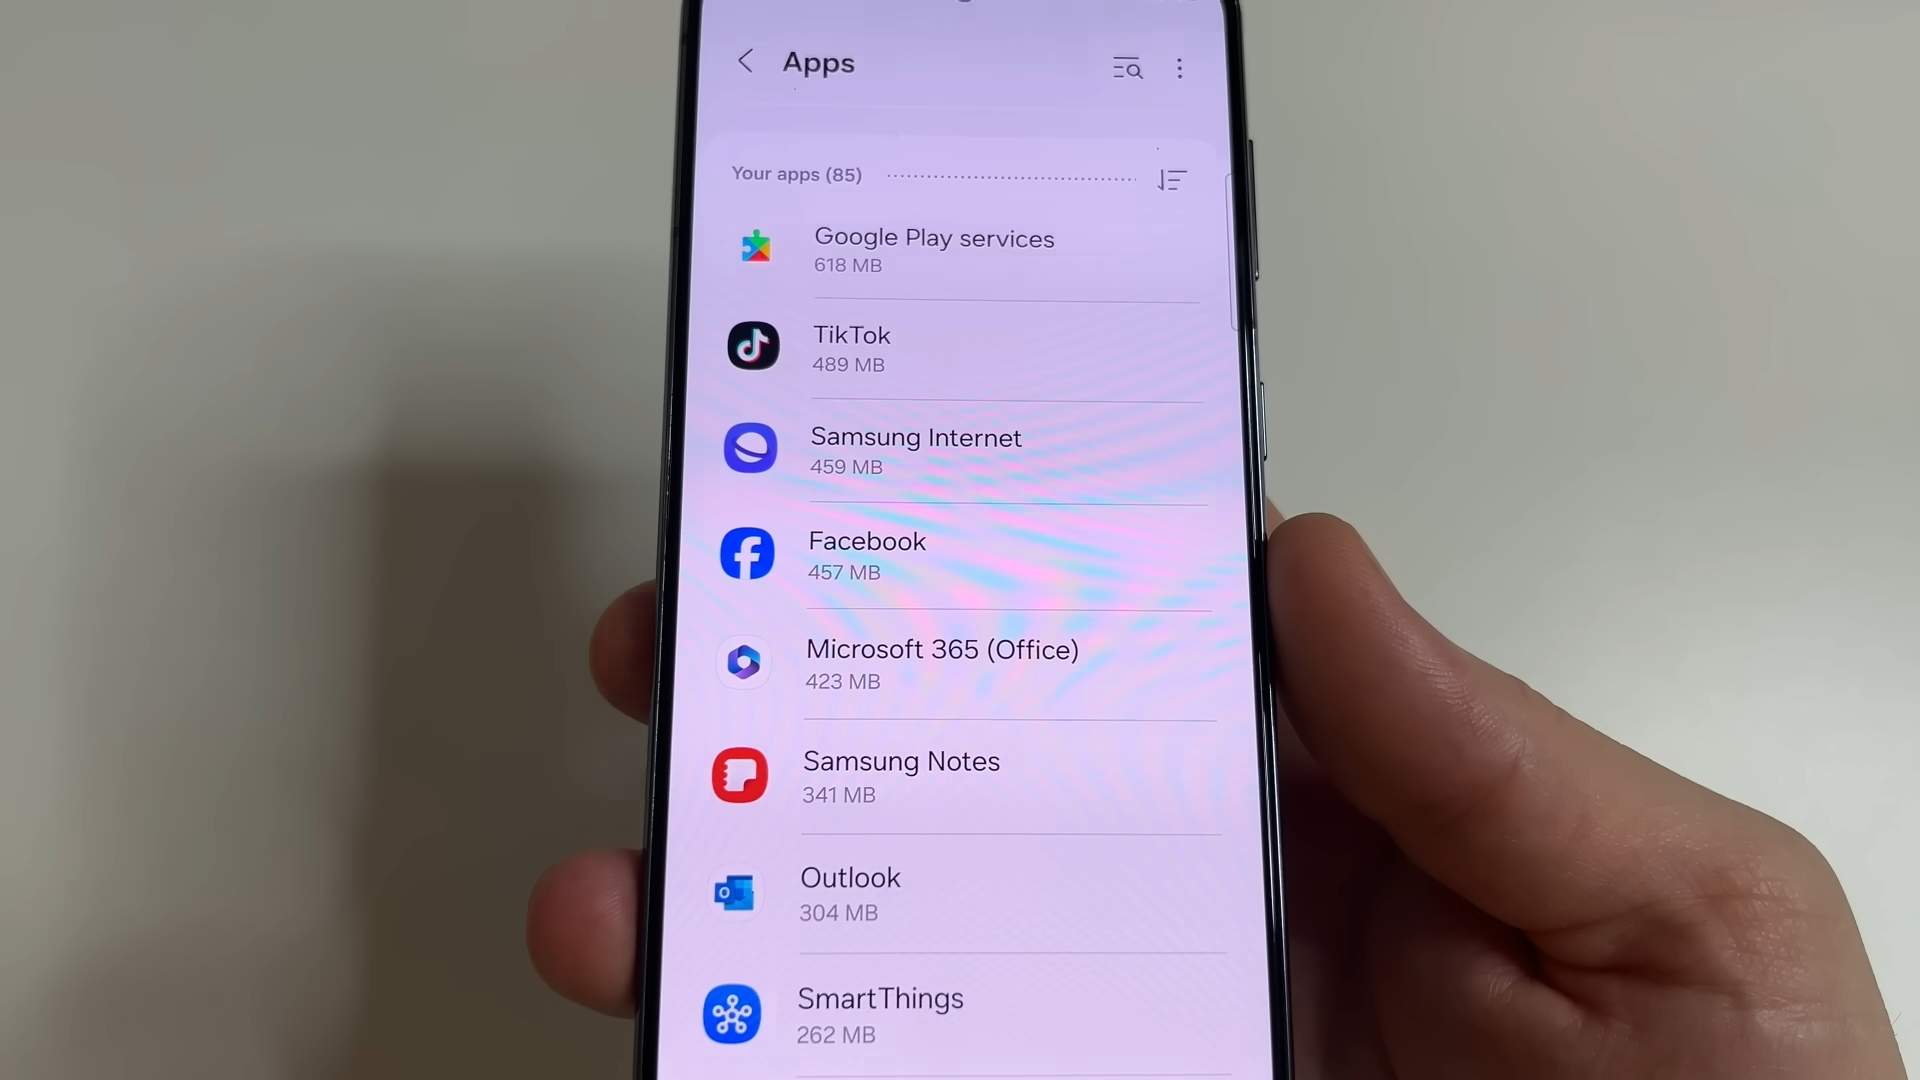 Apps
Your apps (85)
Google Play services
618 MB
TikTok
489 MB
Samsung Internet
459 MB
Facebook
457 MB
Microsoft 365 (Office)
423 MB
Samsung Notes
341 MB
Outlook
304 MB
SmartThings
262 MB